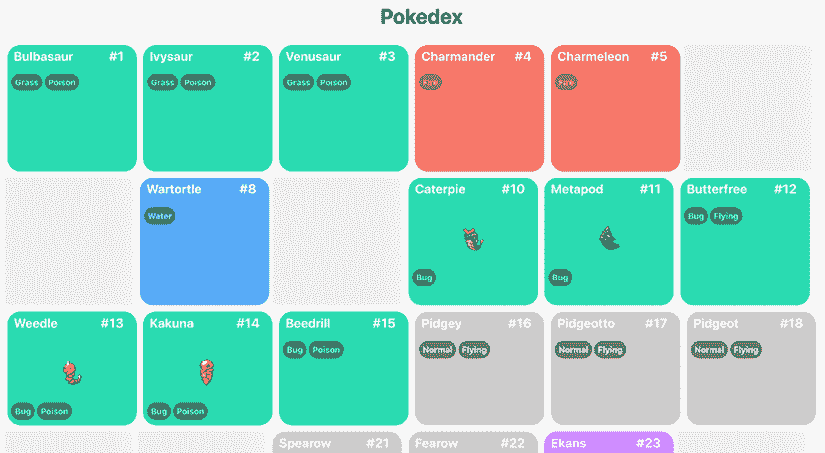 Pokedex
Bulbasaur #1
Ivysaur #2
Venusaur #3
Charmander #4
Charmeleon #5
Grass Poison
Grass Poison
Grass Poison
Wartortle #8
Caterpie #10
Metapod #11
Butterfree #12
Water
Bug Flying
Bug
Bug
Weedle #13
Kakuna #14
Beedrill #15
Pidgey #16
Pidgeotto #17
Pidgeot #18
Bug Poison
Normal Flying
Normal Flying
Normal Flying
Bug Poison
Bug Poison
Spearow #21
Fearow #22
Ekans #23